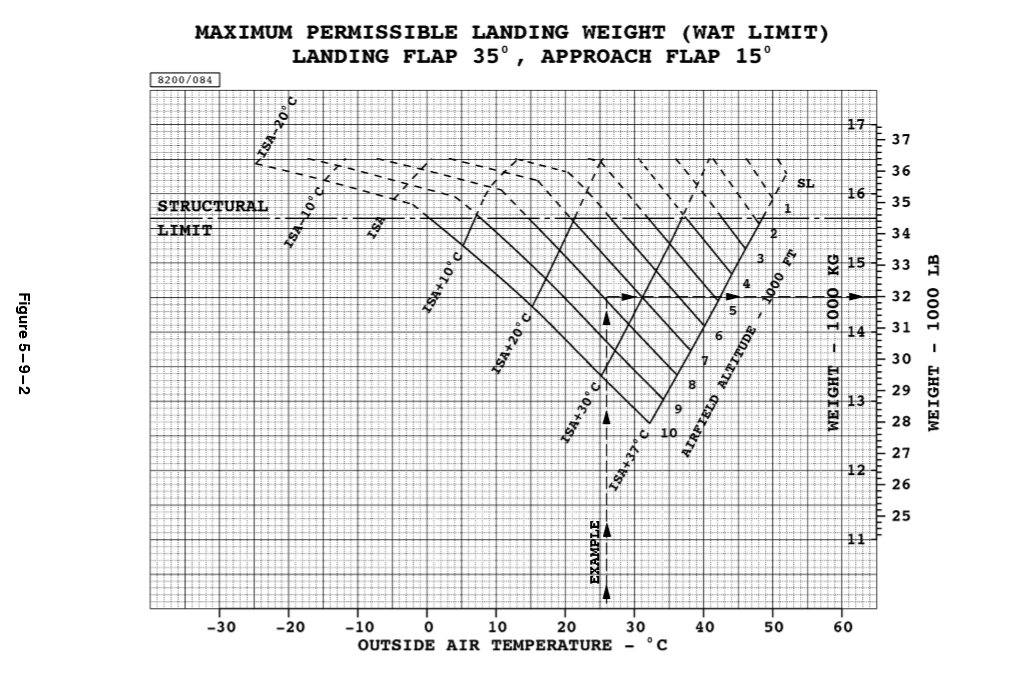 MAXIMUM PERMISSIBLE LANDING WEIGHT (WAT LIMIT)
LANDING FLAP 35°, APPROACH FLAP 15°
8200/084
ISA-20°C
ISA-10°C
ISA
ISA+10°C
ISA+20°C
ISA+30°C
ISA+37°C
STRUCTURAL
LIMIT
SL
1
2
3
4
5
6
7
8
9
10
AIRFIELD ALTITUDE - 1000 FT
EXAMPLE
17
16
15
14
13
12
11
WEIGHT - 1000 KG
37
36
35
34
33
32
31
30
29
28
27
26
25
WEIGHT - 1000 LB
-30 -20 -10 0 10 20 30 40 50 60
OUTSIDE AIR TEMPERATURE - °C
Figure 5-9-2